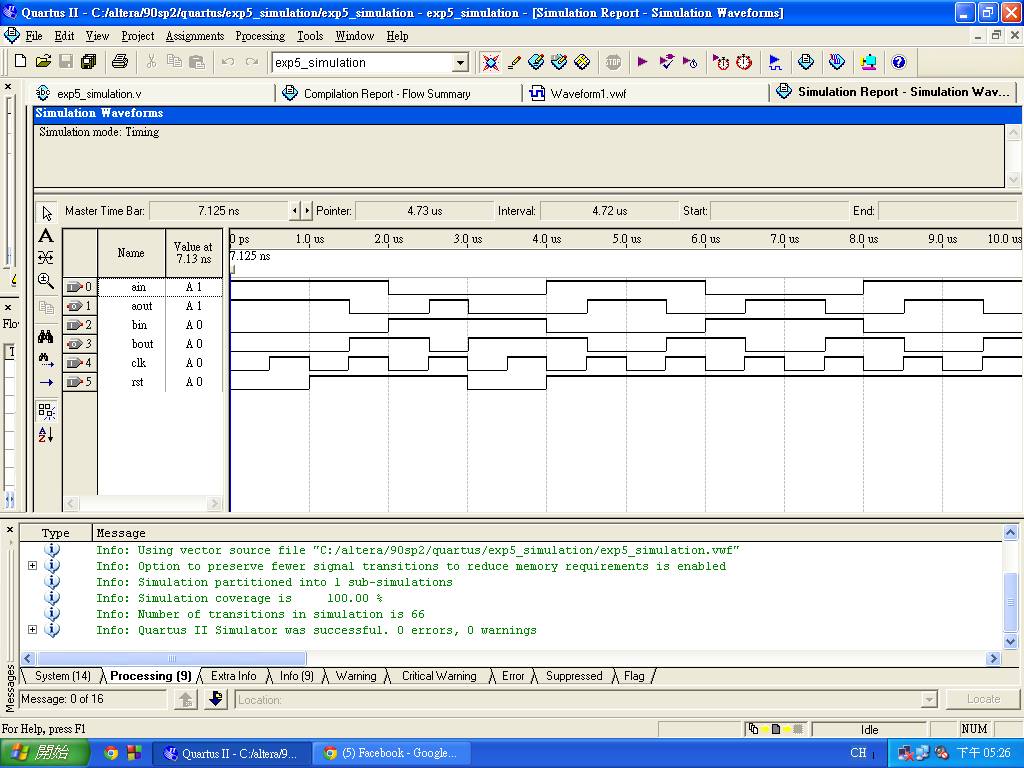 Quartus II - C:/altera/90sp2/quartus/exp5_simulation/exp5_simulation - exp5_simulation - [Simulation Report - Simulation Waveforms]
File Edit View Project Assignments Processing Tools Window Help
exp5_simulation
exp5_simulation.v Compilation Report - Flow Summary Waveform1.vwf Simulation Report - Simulation Wav...
Simulation Waveforms
Simulation mode: Timing
Master Time Bar: 7.125 ns Pointer: 4.73 us Interval: 4.72 us Start: End:
Name Value at 7.13 ns
0 ps 1.0 us 2.0 us 3.0 us 4.0 us 5.0 us 6.0 us 7.0 us 8.0 us 9.0 us 10.0 us
7.125 ns
0 ain A 1
1 aout A 1
2 bin A 0
3 bout A 0
4 clk A 0
5 rst A 0
Flo
Type Message
Info: Using vector source file "C:/altera/90sp2/quartus/exp5_simulation/exp5_simulation.vwf"
Info: Option to preserve fewer signal transitions to reduce memory requirements is enabled
Info: Simulation partitioned into 1 sub-simulations
Info: Simulation coverage is 100.00 %
Info: Number of transitions in simulation is 66
Info: Quartus II Simulator was successful. 0 errors, 0 warnings
Messages
System (14) Processing (9) Extra Info Info (9) Warning Critical Warning Error Suppressed Flag
Message: 0 of 16 Location: Locate
For Help, press F1 Idle NUM
開始 Quartus II - C:/altera/9... (5) Facebook - Google... CH 下午 05:26